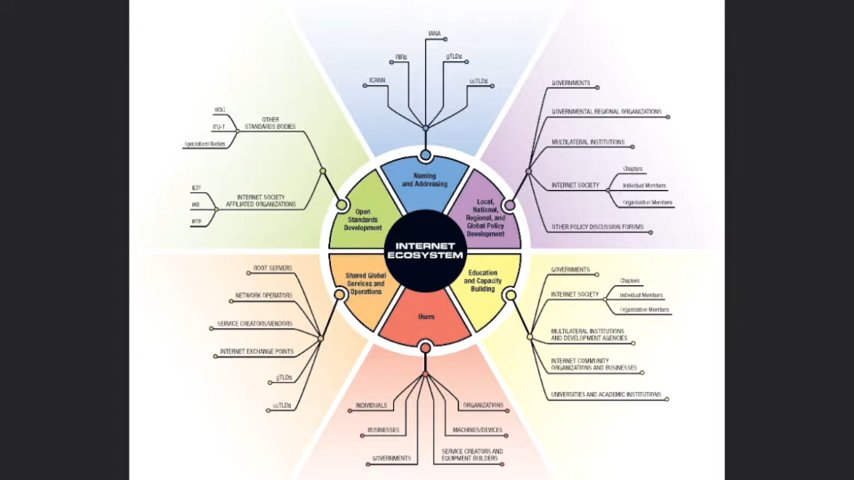 IANA
RIRs
gTLDs
ICANN
ccTLDs
W3C
ITU-T
Specialized Bodies
OTHER
STANDARDS BODIES
IETF
IAB
IRTF
INTERNET SOCIETY
AFFILIATED ORGANIZATIONS
GOVERNMENTS
GOVERNMENTAL REGIONAL ORGANIZATIONS
MULTILATERAL INSTITUTIONS
INTERNET SOCIETY
Chapters
Individual Members
Organization Members
OTHER POLICY DISCUSSION FORUMS
Naming
and Addressing
Local,
National,
Regional, and
Global Policy
Development
Open
Standards
Development
INTERNET
ECOSYSTEM
Shared Global
Services and
Operations
Education
and Capacity
Building
Users
ROOT SERVERS
NETWORK OPERATORS
SERVICE CREATORS/VENDORS
INTERNET EXCHANGE POINTS
gTLDs
ccTLDs
GOVERNMENTS
INTERNET SOCIETY
Chapters
Individual Members
Organization Members
MULTILATERAL INSTITUTIONS
AND DEVELOPMENT AGENCIES
INTERNET COMMUNITY
ORGANIZATIONS AND BUSINESSES
UNIVERSITIES AND ACADEMIC INSTITUTIONS
INDIVIDUALS
BUSINESSES
GOVERNMENTS
ORGANIZATIONS
MACHINES/DEVICES
SERVICE CREATORS AND
EQUIPMENT BUILDERS